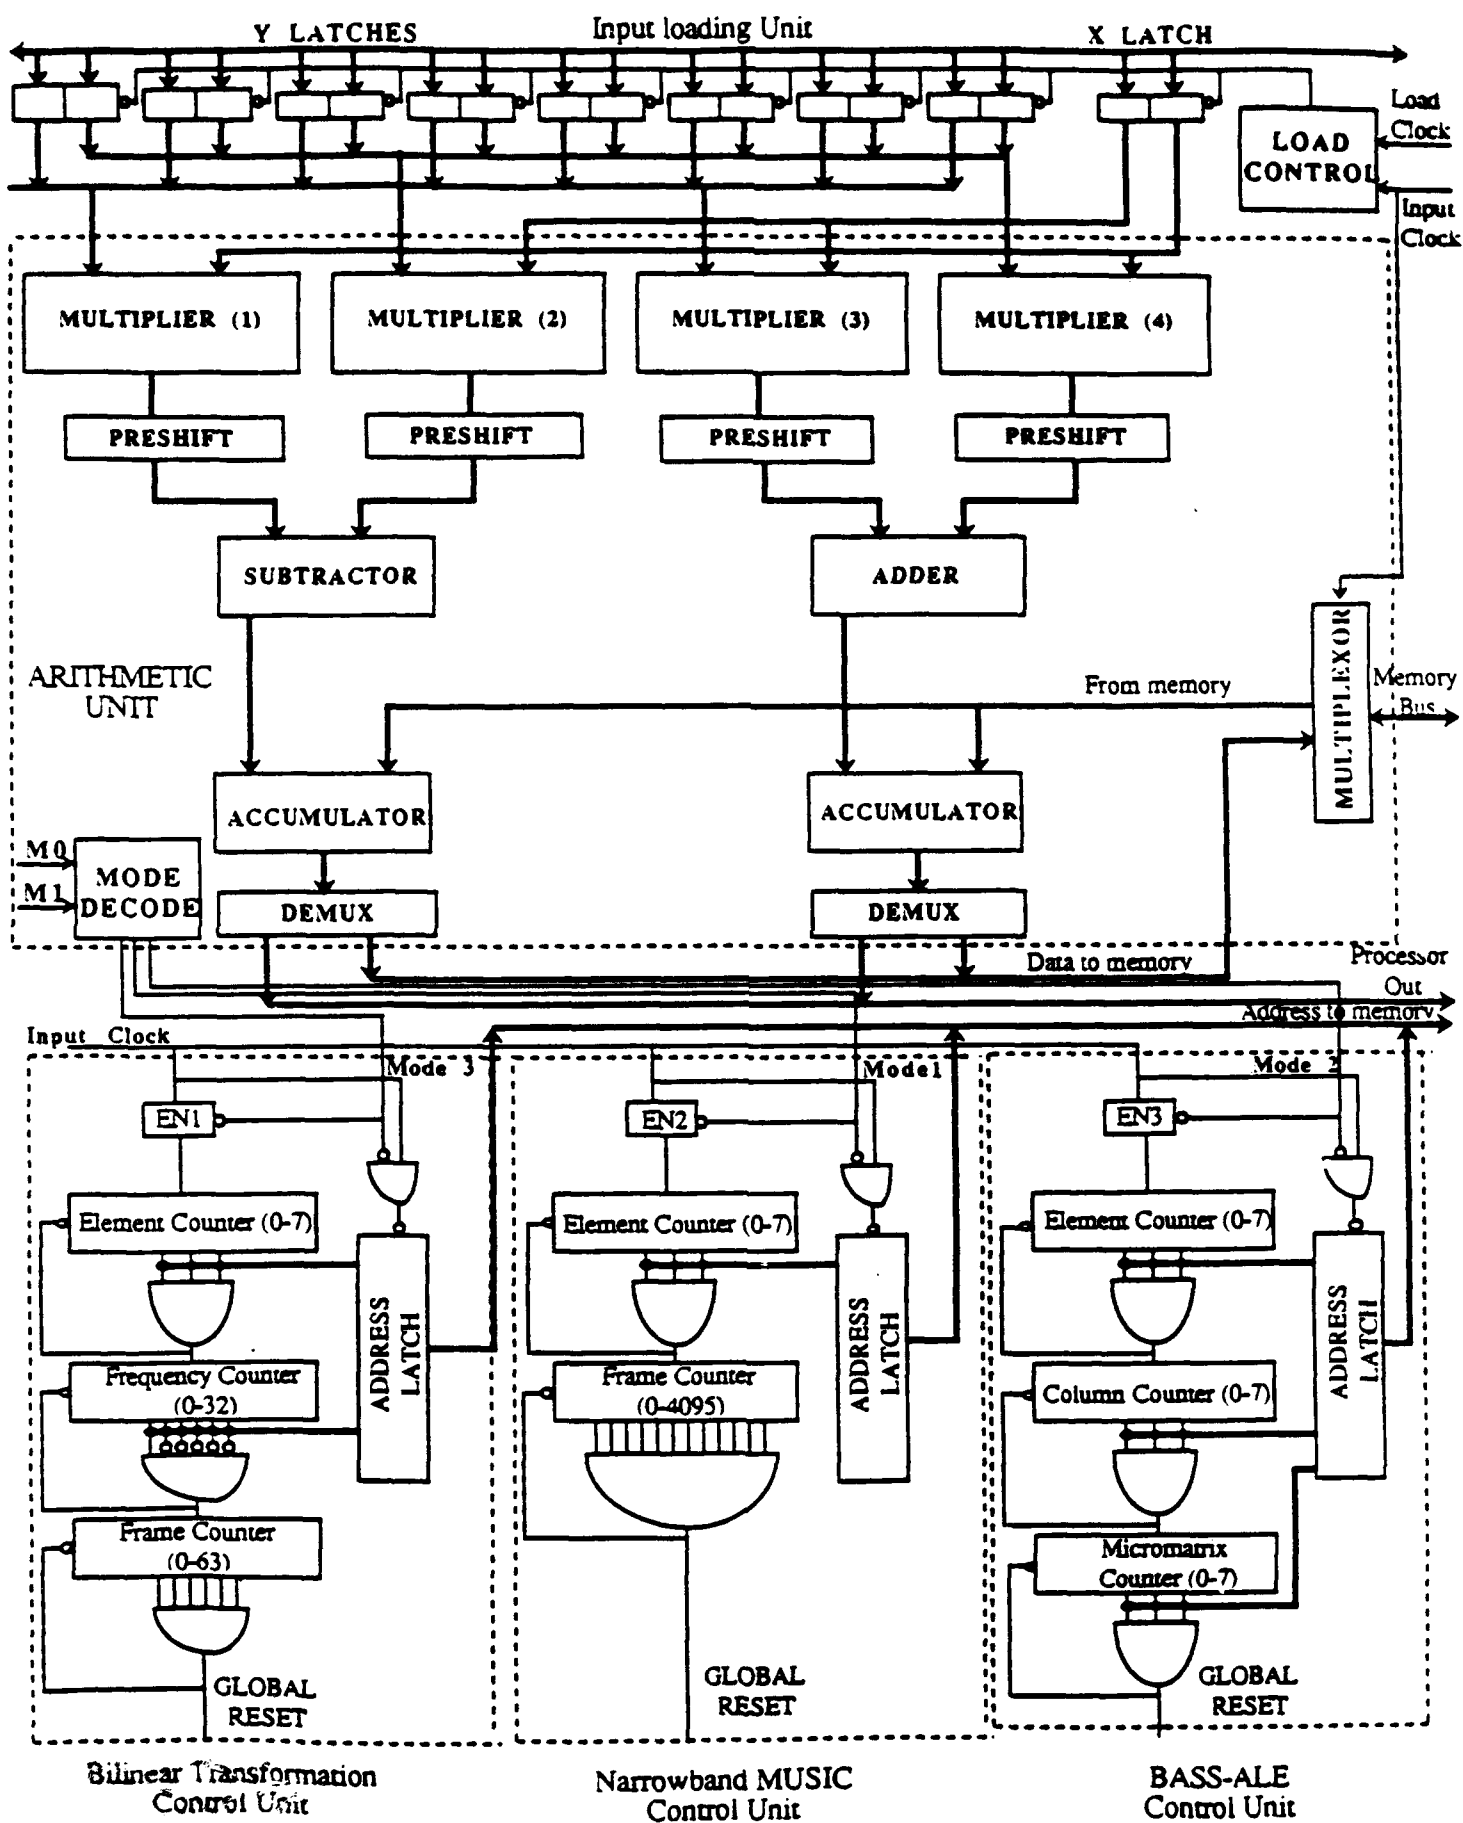 Y LATCHES
Input loading Unit
X LATCH
Load
Clock
LOAD
CONTROL
Input
Clock
MULTIPLIER (1)
MULTIPLIER (2)
MULTIPLIER (3)
MULTIPLIER (4)
PRESHIFT
PRESHIFT
PRESHIFT
PRESHIFT
SUBTRACTOR
ADDER
MULTIPLEXOR
ARITHMETIC
UNIT
From memory
Memory
Bus
ACCUMULATOR
ACCUMULATOR
M0
M1
MODE
DECODE
DEMUX
DEMUX
Data to memory
Processor
Out
Address to memory
Input Clock
Mode 3
Mode1
Mode 2
EN1
EN2
EN3
Element Counter (0-7)
Element Counter (0-7)
Element Counter (0-7)
ADDRESS
LATCH
ADDRESS
LATCH
ADDRESS
LATCH
Frequency Counter
(0-32)
Frame Counter
(0-4095)
Column Counter (0-7)
Frame Counter
(0-63)
Micromatrix
Counter (0-7)
GLOBAL
RESET
GLOBAL
RESET
GLOBAL
RESET
Bilinear Transformation
Control Unit
Narrowband MUSIC
Control Unit
BASS-ALE
Control Unit